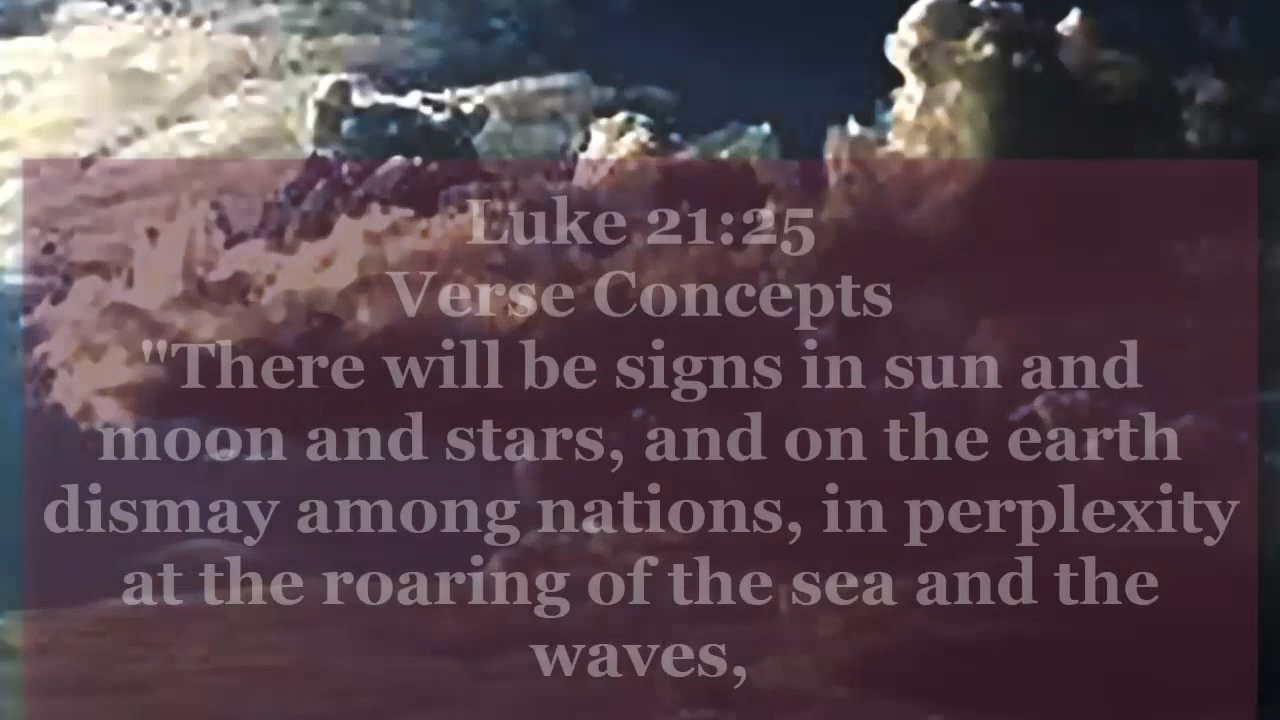 Luke 21:25
Verse Concepts
"There will be signs in sun and
moon and stars, and on the earth
dismay among nations, in perplexity
at the roaring of the sea and the
waves,